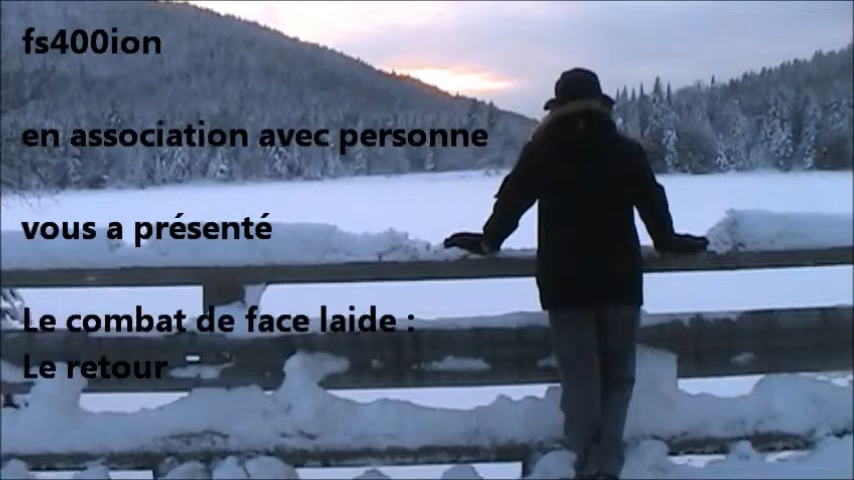 fs400ion
en association avec personne
vous a présenté
Le combat de face laide :
Le retour